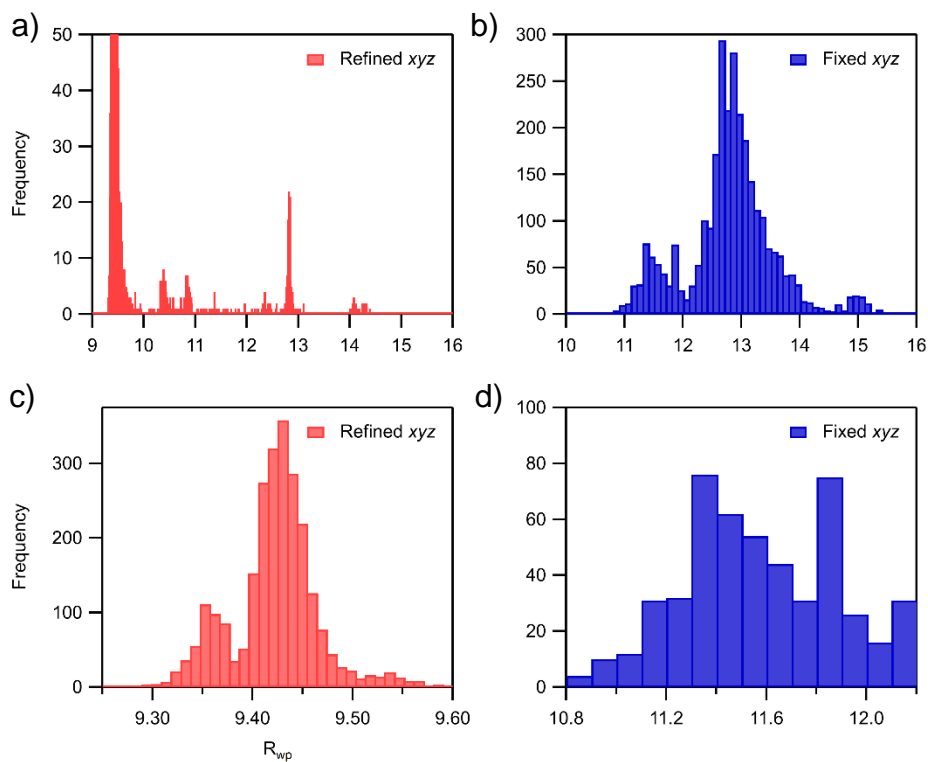 a)
Refined xyz
Frequency
50
40
30
20
10
0
9 10 11 12 13 14 15 16
b)
Fixed xyz
300
250
200
150
100
50
0
10 11 12 13 14 15 16
c)
Refined xyz
Frequency
300
200
100
0
9.30 9.40 9.50 9.60
Rwp
d)
Fixed xyz
100
80
60
40
20
0
10.8 11.2 11.6 12.0